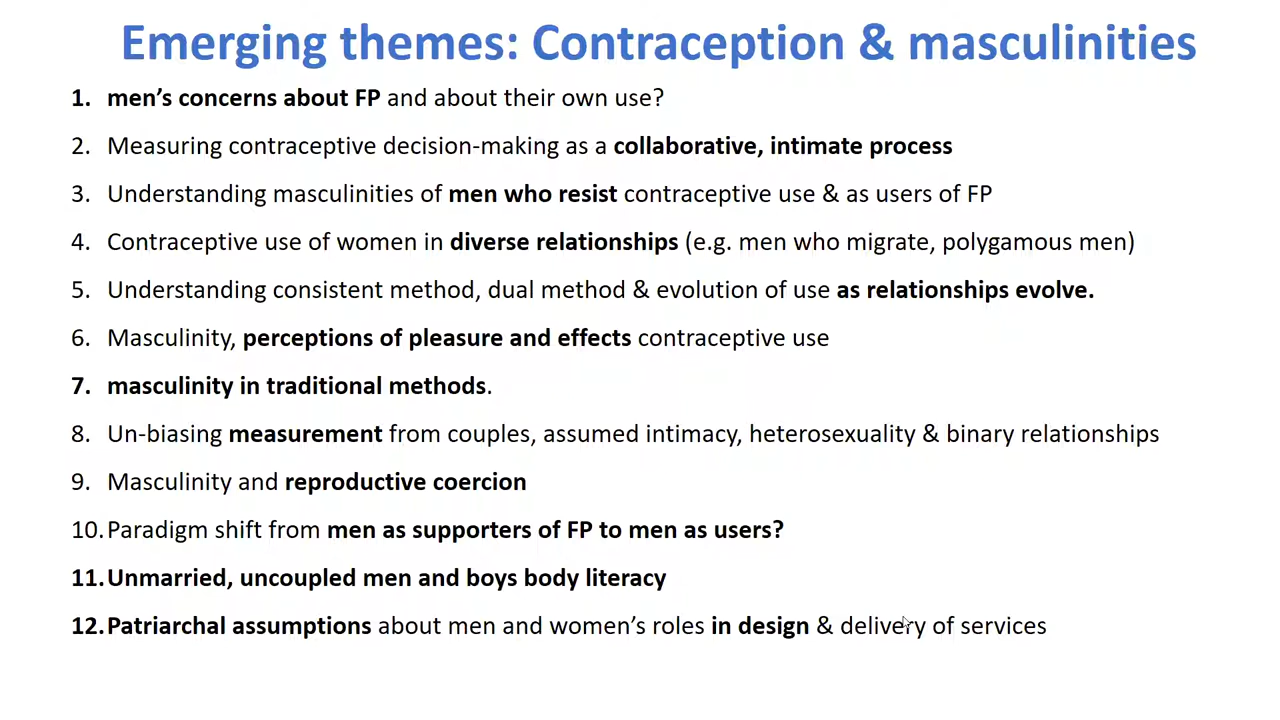 Emerging themes: Contraception & masculinities
1. men's concerns about FP and about their own use?
2. Measuring contraceptive decision-making as a collaborative, intimate process
3. Understanding masculinities of men who resist contraceptive use & as users of FP
4. Contraceptive use of women in diverse relationships (e.g. men who migrate, polygamous men)
5. Understanding consistent method, dual method & evolution of use as relationships evolve.
6. Masculinity, perceptions of pleasure and effects contraceptive use
7. masculinity in traditional methods.
8. Un-biasing measurement from couples, assumed intimacy, heterosexuality & binary relationships
9. Masculinity and reproductive coercion
10. Paradigm shift from men as supporters of FP to men as users?
11. Unmarried, uncoupled men and boys body literacy
12. Patriarchal assumptions about men and women's roles in design & delivery of services